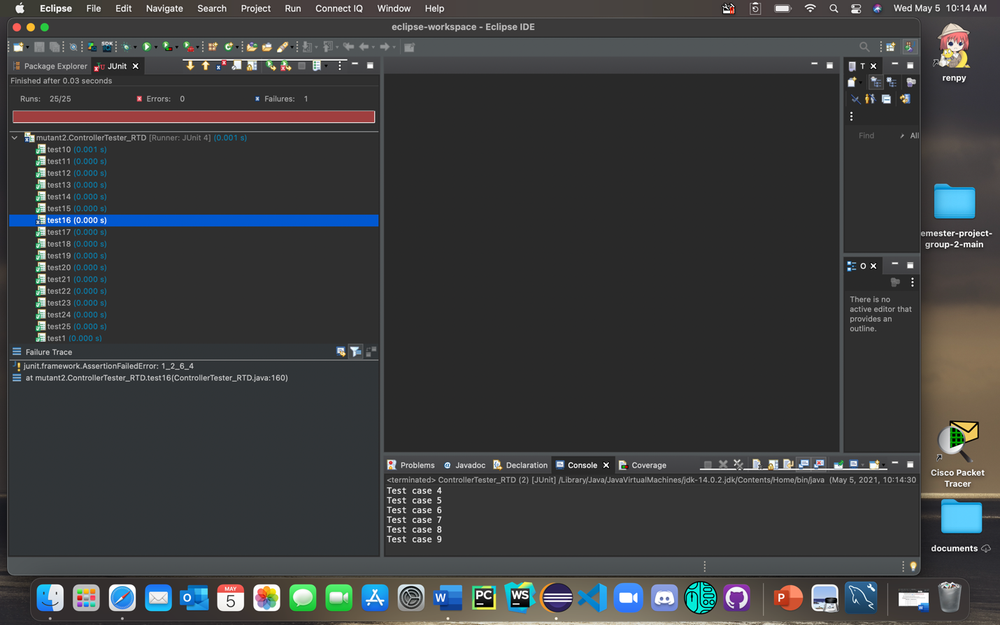 Eclipse File Edit Navigate Search Project Run Connect IQ Window Help Wed May 5 10:14 AM
eclipse-workspace - Eclipse IDE
SDK
Package Explorer JUnit
Finished after 0.03 seconds
Runs: 25/25 Errors: 0 Failures: 1
mutant2.ControllerTester_RTD [Runner: JUnit 4] (0.001 s)
test10 (0.001 s)
test11 (0.000 s)
test12 (0.000 s)
test13 (0.000 s)
test14 (0.000 s)
test15 (0.000 s)
test16 (0.000 s)
test17 (0.000 s)
test18 (0.000 s)
test19 (0.000 s)
test20 (0.000 s)
test21 (0.000 s)
test22 (0.000 s)
test23 (0.000 s)
test24 (0.000 s)
test25 (0.000 s)
test1 (0.000 s)
Failure Trace
junit.framework.AssertionFailedError: 1_2_6_4
at mutant2.ControllerTester_RTD.test16(ControllerTester_RTD.java:160)
T
Find All
O
There is no
active editor that
provides an
outline.
Problems @ Javadoc Declaration Console Coverage
<terminated> ControllerTester_RTD (2) [JUnit] /Library/Java/JavaVirtualMachines/jdk-14.0.2.jdk/Contents/Home/bin/java (May 5, 2021, 10:14:30
Test case 4
Test case 5
Test case 6
Test case 7
Test case 8
Test case 9
renpy
emester-project-
group-2-main
Cisco Packet
Tracer
documents
MAY
5
W
PC
WS
P